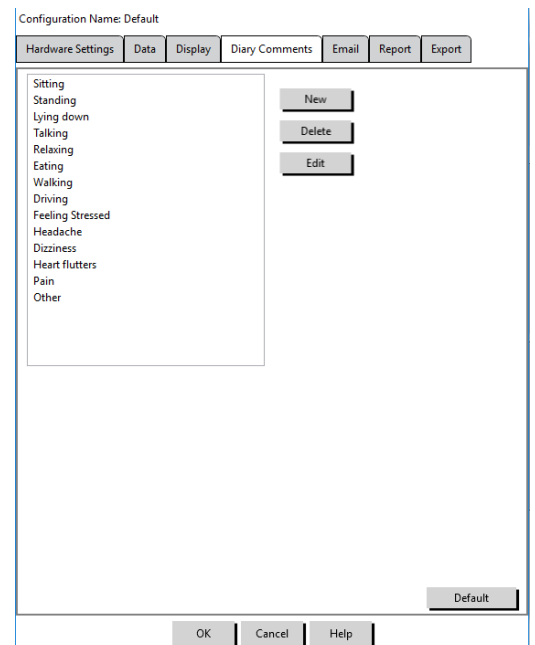 Configuration Name: Default
Hardware Settings Data Display Diary Comments Email Report Export
Sitting
Standing
Lying down
Talking
Relaxing
Eating
Walking
Driving
Feeling Stressed
Headache
Dizziness
Heart flutters
Pain
Other
New
Delete
Edit
Default
OK Cancel Help